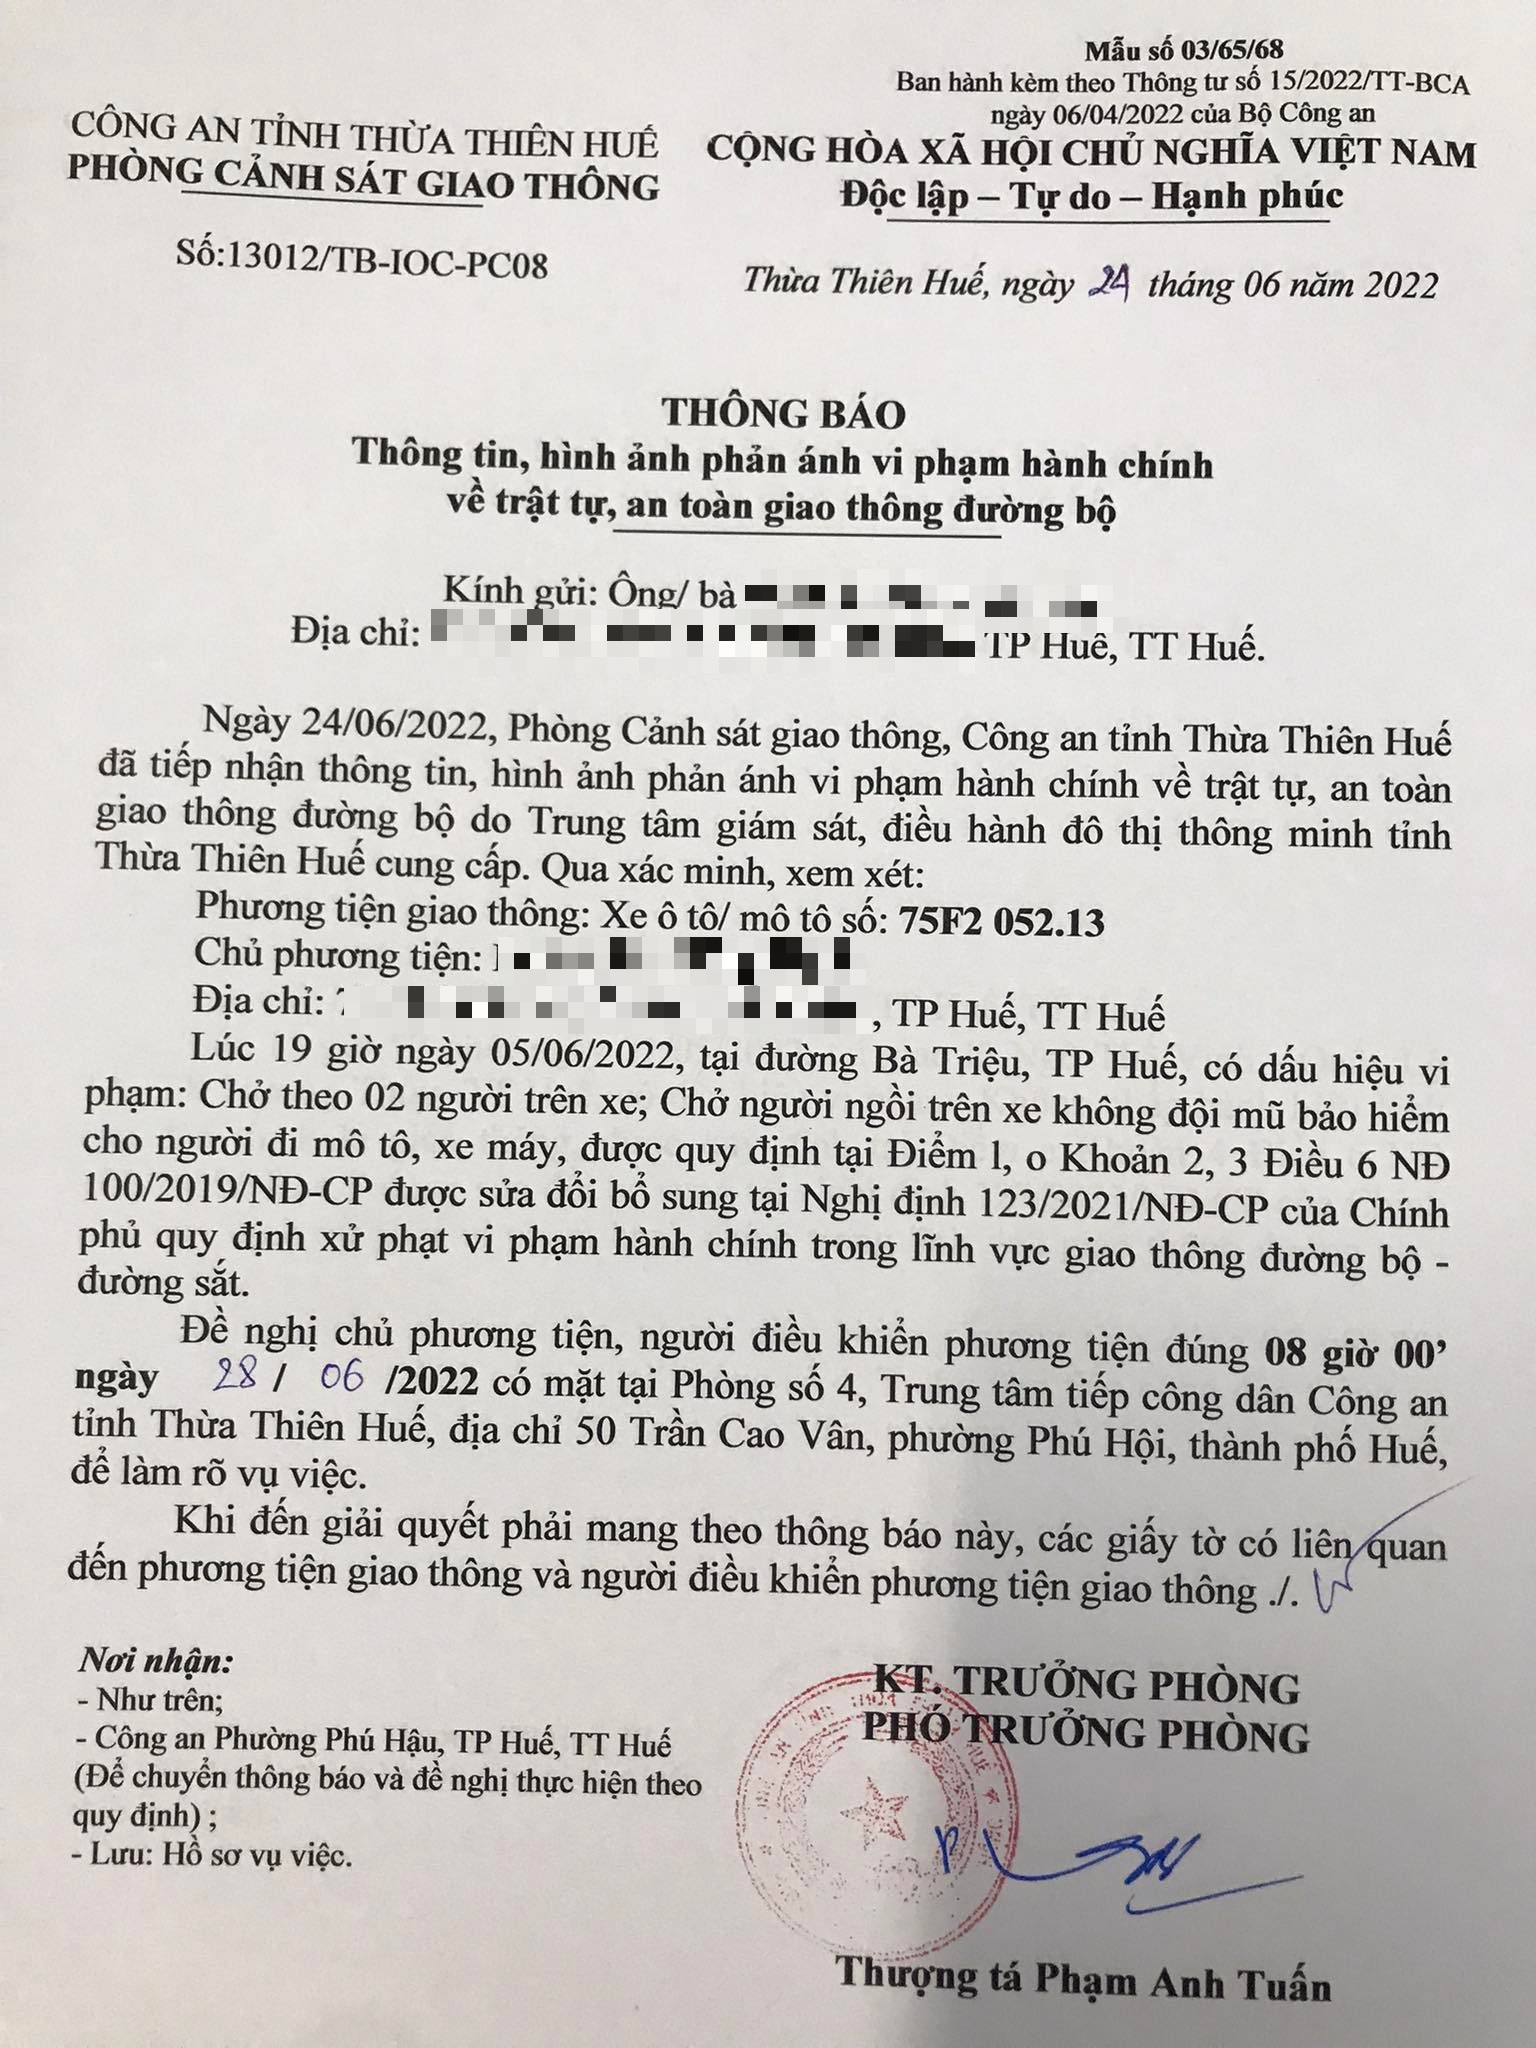 Mẫu số 03/65/68
Ban hành kèm theo Thông tư số 15/2022/TT-BCA
ngày 06/04/2022 của Bộ Công an
CÔNG AN TỈNH THỪA THIÊN HUẾ
PHÒNG CẢNH SÁT GIAO THÔNG
CỘNG HÒA XÃ HỘI CHỦ NGHĨA VIỆT NAM
Độc lập – Tự do – Hạnh phúc
Số:13012/TB-IOC-PC08
Thừa Thiên Huế, ngày 24 tháng 06 năm 2022
THÔNG BÁO
Thông tin, hình ảnh phản ánh vi phạm hành chính
về trật tự, an toàn giao thông đường bộ
Kính gửi: Ông/ bà
Địa chỉ: TP Huế, TT Huế.
Ngày 24/06/2022, Phòng Cảnh sát giao thông, Công an tỉnh Thừa Thiên Huế
đã tiếp nhận thông tin, hình ảnh phản ánh vi phạm hành chính về trật tự, an toàn
giao thông đường bộ do Trung tâm giám sát, điều hành đô thị thông minh tỉnh
Thừa Thiên Huế cung cấp. Qua xác minh, xem xét:
Phương tiện giao thông: Xe ô tô/ mô tô số: 75F2 052.13
Chủ phương tiện:
Địa chỉ: , TP Huế, TT Huế
Lúc 19 giờ ngày 05/06/2022, tại đường Bà Triệu, TP Huế, có dấu hiệu vi
phạm: Chở theo 02 người trên xe; Chở người ngồi trên xe không đội mũ bảo hiểm
cho người đi mô tô, xe máy, được quy định tại Điểm l, o Khoản 2, 3 Điều 6 NĐ
100/2019/NĐ-CP được sửa đổi bổ sung tại Nghị định 123/2021/NĐ-CP của Chính
phủ quy định xử phạt vi phạm hành chính trong lĩnh vực giao thông đường bộ -
đường sắt.
Đề nghị chủ phương tiện, người điều khiển phương tiện đúng 08 giờ 00’
ngày 28 / 06 /2022 có mặt tại Phòng số 4, Trung tâm tiếp công dân Công an
tỉnh Thừa Thiên Huế, địa chỉ 50 Trần Cao Vân, phường Phú Hội, thành phố Huế,
để làm rõ vụ việc.
Khi đến giải quyết phải mang theo thông báo này, các giấy tờ có liên quan
đến phương tiện giao thông và người điều khiển phương tiện giao thông ./.
Nơi nhận:
- Như trên;
- Công an Phường Phú Hậu, TP Huế, TT Huế
(Để chuyển thông báo và đề nghị thực hiện theo
quy định) ;
- Lưu: Hồ sơ vụ việc.
KT. TRƯỞNG PHÒNG
PHÓ TRƯỞNG PHÒNG
Thượng tá Phạm Anh Tuấn